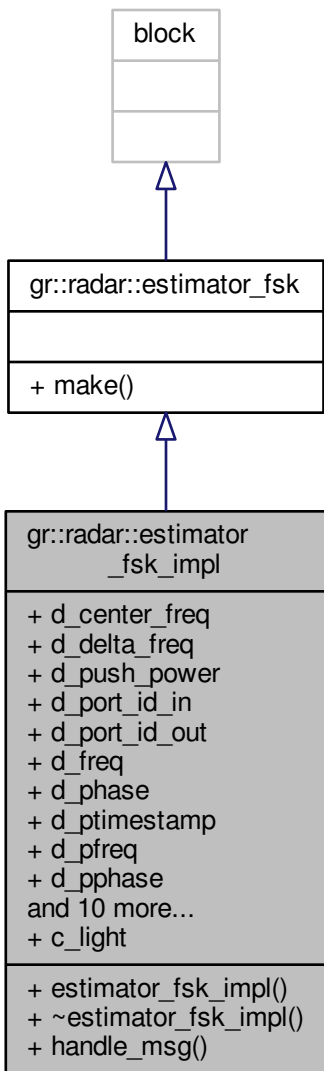 block
gr::radar::estimator_fsk
+ make()
gr::radar::estimator
_fsk_impl
+ d_center_freq
+ d_delta_freq
+ d_push_power
+ d_port_id_in
+ d_port_id_out
+ d_freq
+ d_phase
+ d_ptimestamp
+ d_pfreq
+ d_pphase
and 10 more...
+ c_light
+ estimator_fsk_impl()
+ ~estimator_fsk_impl()
+ handle_msg()